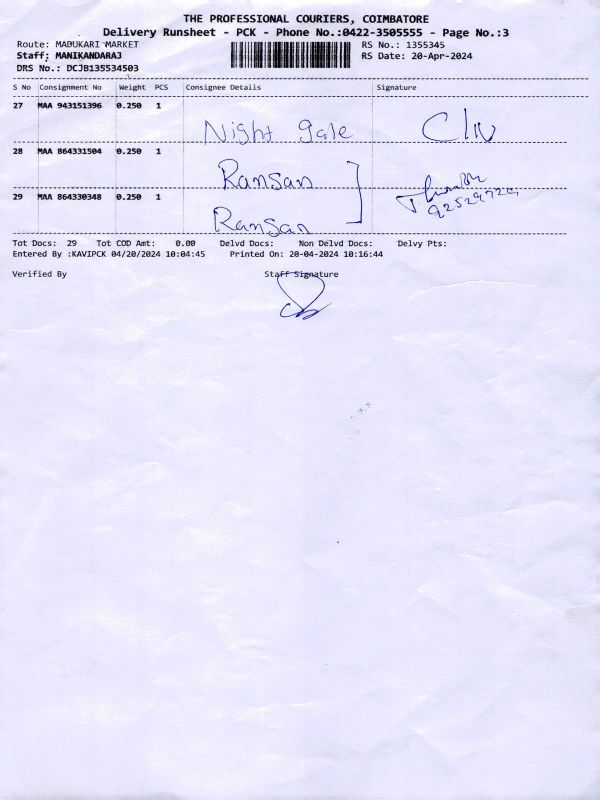 THE PROFESSIONAL COURIERS, COIMBATORE
Delivery Runsheet - PCK - Phone No.:0422-3505555 - Page No.:3
Route: MADUKARI MARKET RS No.: 1355345
Staff: MANIKANDARAJ RS Date: 20-Apr-2024
DRS No.: DCJB135534503
S No Consignment No Weight PCS Consignee Details Signature
27 MAA 943151396 0.250 1 Night gale
28 MAA 864331504 0.250 1 Ransan
29 MAA 864330348 0.250 1 Ransan
Tot Docs: 29 Tot COD Amt: 0.00 Delvd Docs: Non Delvd Docs: Delvy Pts:
Entered By :KAVIPCK 04/20/2024 10:04:45 Printed On: 20-04-2024 10:16:44
Verified By Staff Signature